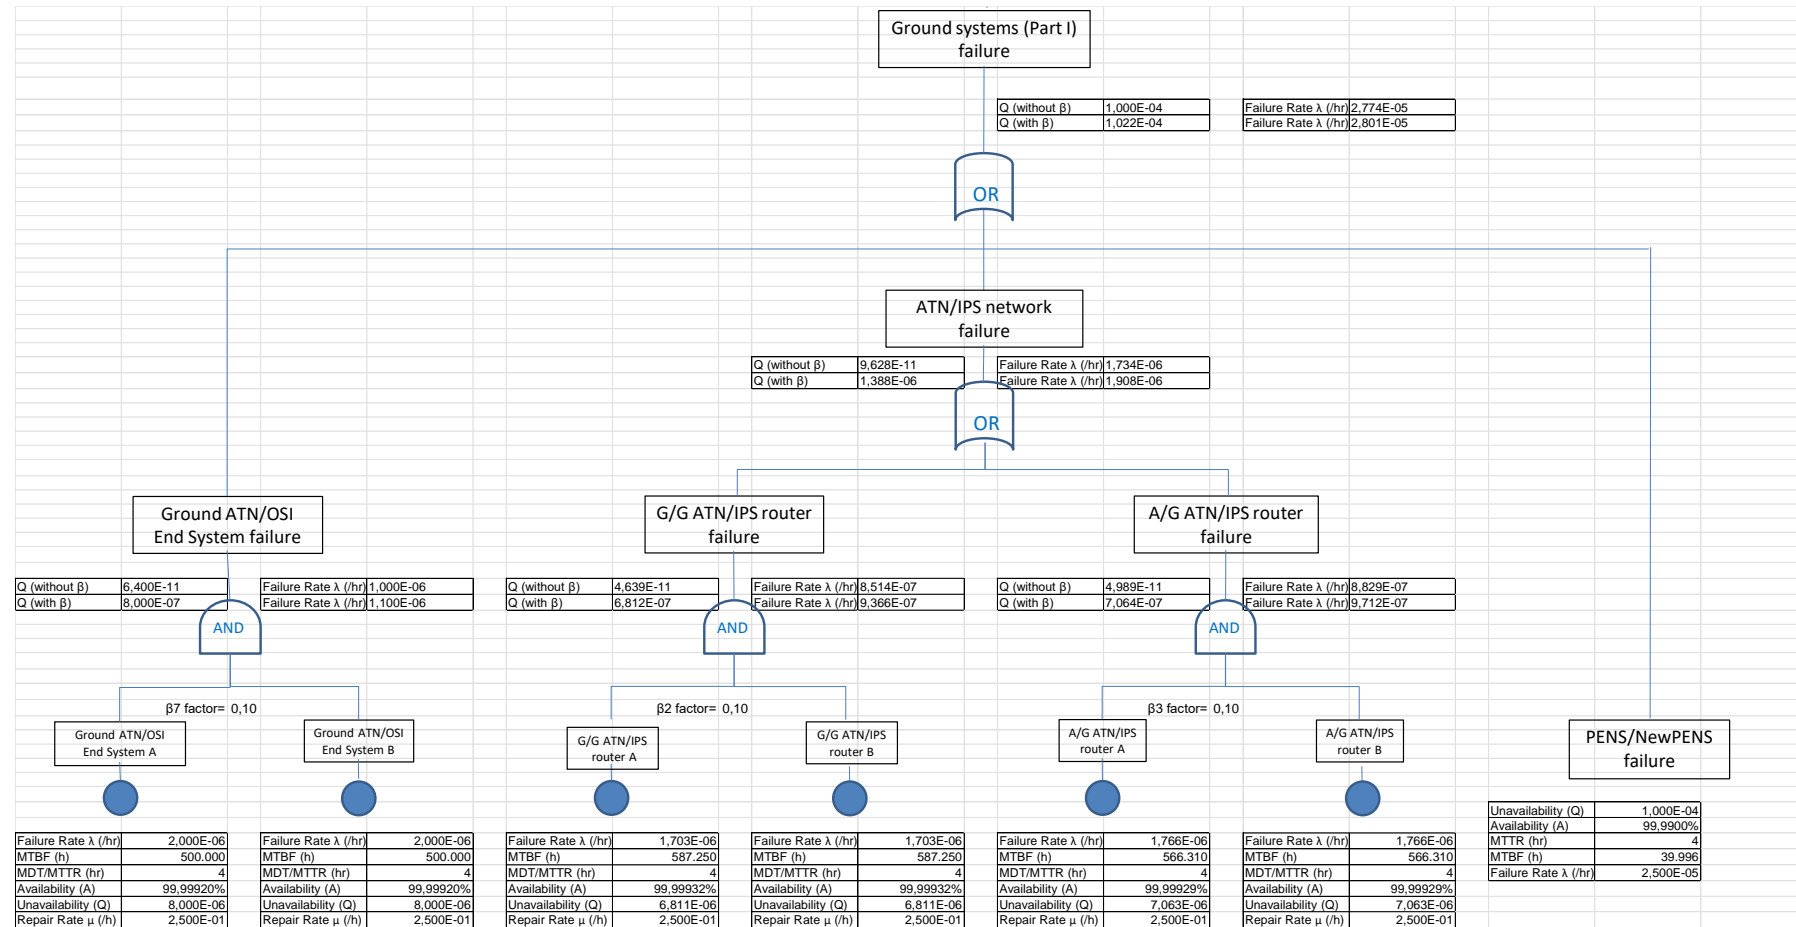 Ground systems (Part I)
failure
Q (without β) 1,000E-04 Failure Rate λ (/hr) 2,774E-05
Q (with β) 1,022E-04 Failure Rate λ (/hr) 2,801E-05
OR
ATN/IPS network
failure
Q (without β) 9,628E-11 Failure Rate λ (/hr) 1,734E-06
Q (with β) 1,388E-06 Failure Rate λ (/hr) 1,908E-06
OR
Ground ATN/OSI
End System failure
G/G ATN/IPS router
failure
A/G ATN/IPS router
failure
Q (without β) 6,400E-11 Failure Rate λ (/hr) 1,000E-06 Q (without β) 4,639E-11 Failure Rate λ (/hr) 8,514E-07 Q (without β) 4,989E-11 Failure Rate λ (/hr) 8,829E-07
Q (with β) 8,000E-07 Failure Rate λ (/hr) 1,100E-06 Q (with β) 6,812E-07 Failure Rate λ (/hr) 9,366E-07 Q (with β) 7,064E-07 Failure Rate λ (/hr) 9,712E-07
AND AND AND
β7 factor= 0,10 β2 factor= 0,10 β3 factor= 0,10
Ground ATN/OSI
End System A
Ground ATN/OSI
End System B
G/G ATN/IPS
router A
G/G ATN/IPS
router B
A/G ATN/IPS
router A
A/G ATN/IPS
router B
PENS/NewPENS
failure
Unavailability (Q) 1,000E-04
Availability (A) 99,9900%
MTTR (hr) 4
MTBF (h) 39.996
Failure Rate λ (/hr) 2,500E-05
Failure Rate λ (/hr) 2,000E-06 Failure Rate λ (/hr) 2,000E-06 Failure Rate λ (/hr) 1,703E-06 Failure Rate λ (/hr) 1,703E-06 Failure Rate λ (/hr) 1,766E-06 Failure Rate λ (/hr) 1,766E-06
MTBF (h) 500.000 MTBF (h) 500.000 MTBF (h) 587.250 MTBF (h) 587.250 MTBF (h) 566.310 MTBF (h) 566.310
MDT/MTTR (hr) 4 MDT/MTTR (hr) 4 MDT/MTTR (hr) 4 MDT/MTTR (hr) 4 MDT/MTTR (hr) 4 MDT/MTTR (hr) 4
Availability (A) 99,99920% Availability (A) 99,99920% Availability (A) 99,99932% Availability (A) 99,99932% Availability (A) 99,99929% Availability (A) 99,99929%
Unavailability (Q) 8,000E-06 Unavailability (Q) 8,000E-06 Unavailability (Q) 6,811E-06 Unavailability (Q) 6,811E-06 Unavailability (Q) 7,063E-06 Unavailability (Q) 7,063E-06
Repair Rate μ (/h) 2,500E-01 Repair Rate μ (/h) 2,500E-01 Repair Rate μ (/h) 2,500E-01 Repair Rate μ (/h) 2,500E-01 Repair Rate μ (/h) 2,500E-01 Repair Rate μ (/h) 2,500E-01